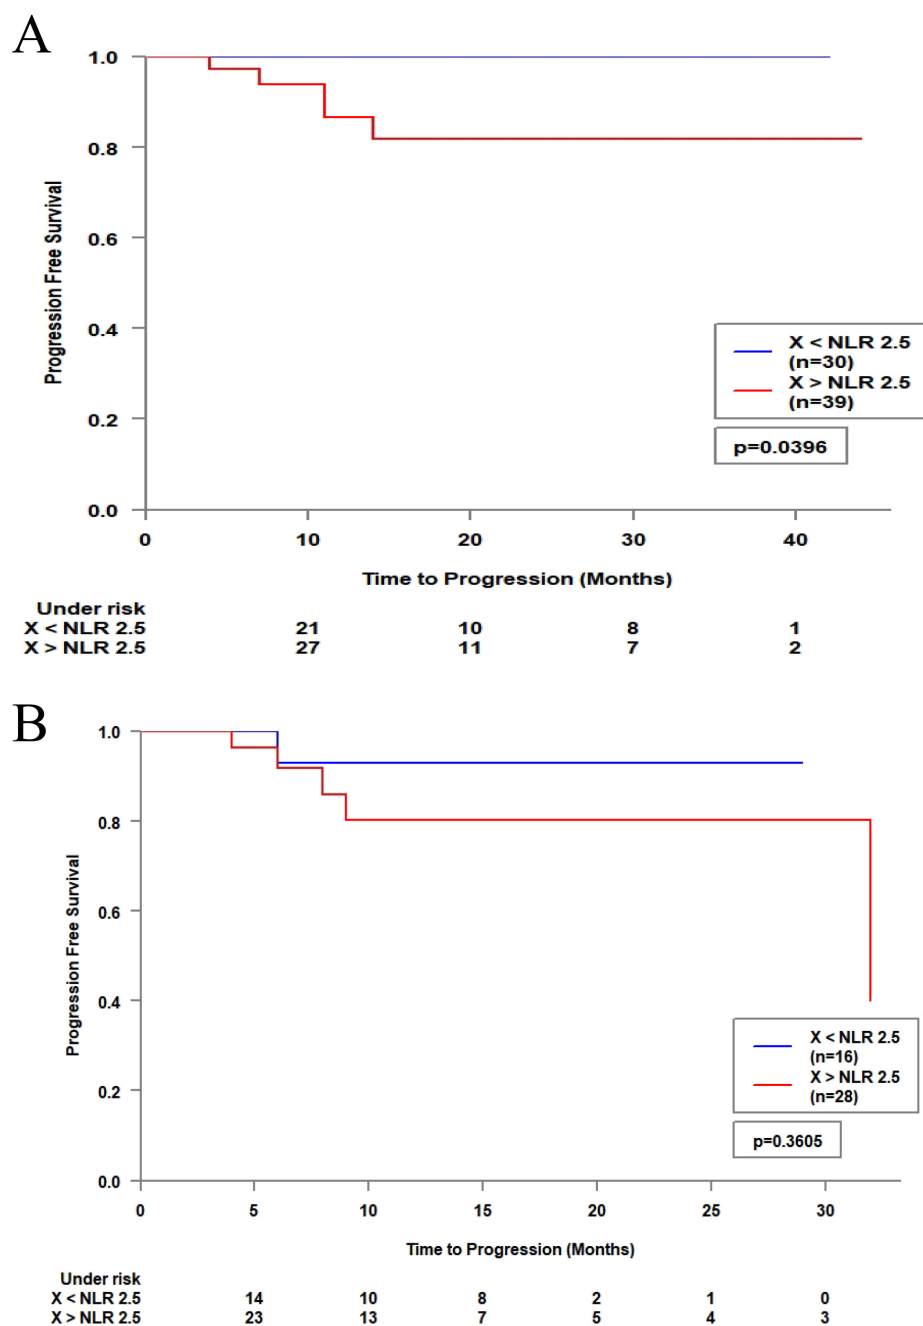 A
1.0
0.8
0.6
0.4
0.2
0.0
Progression Free Survival
X < NLR 2.5
(n=30)
X > NLR 2.5
(n=39)
p=0.0396
0 10 20 30 40
Time to Progression (Months)
Under risk
X < NLR 2.5 21 10 8 1
X > NLR 2.5 27 11 7 2
B
1.0
0.8
0.6
0.4
0.2
0.0
Progression Free Survival
X < NLR 2.5
(n=16)
X > NLR 2.5
(n=28)
p=0.3605
0 5 10 15 20 25 30
Time to Progression (Months)
Under risk
X < NLR 2.5 14 10 8 2 1 0
X > NLR 2.5 23 13 7 5 4 3